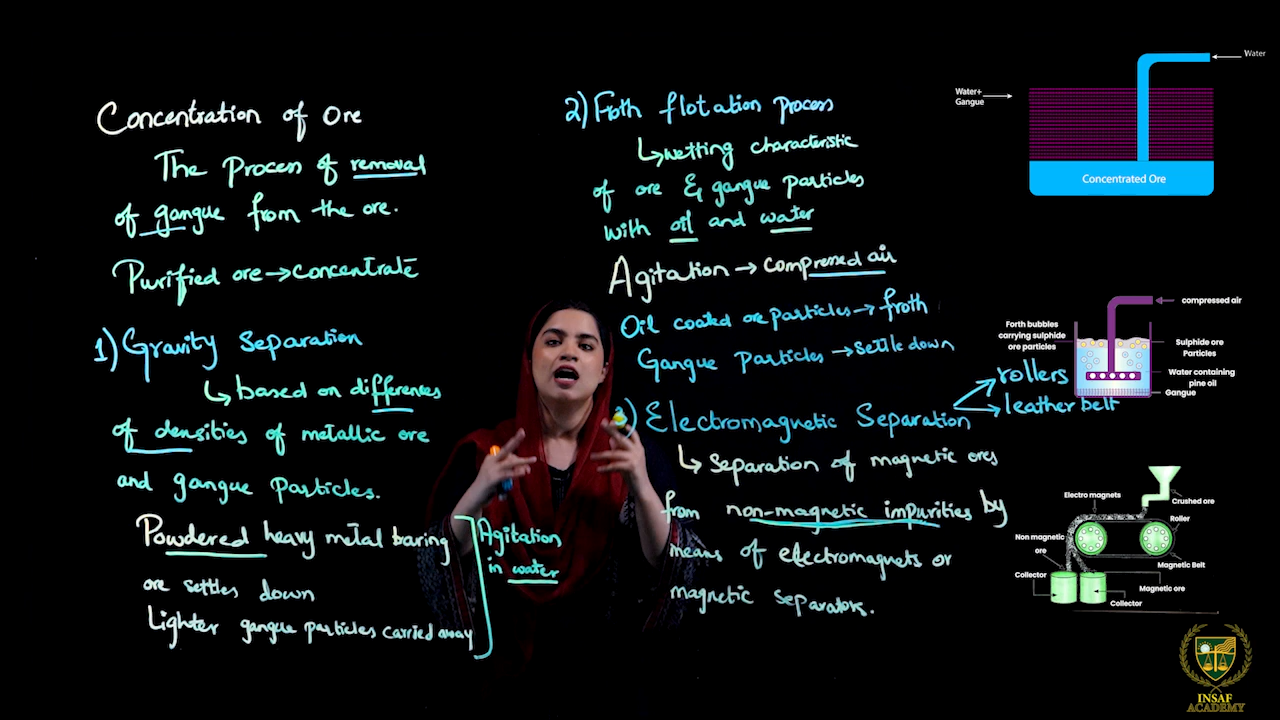 Concentration of Ore
The Process of removal
of gangue from the ore.
Purified ore → concentrate
1) Gravity Separation
↳ based on differences
of densities of metallic ore
and gangue particles.
Powdered heavy metal baring
ore settles down
Lighter gangue particles carried away
Agitation
in water
2) Froth flotation process
↳ wetting characteristic
of ore & gangue particles
with oil and water
Agitation → compressed air
Oil coated ore particles → froth
Gangue Particles → settle down
3) Electromagnetic Separation
rollers
leather belt
↳ Separation of magnetic ores
from non-magnetic impurities by
means of electromagnets or
magnetic separators.
Water
Water+
Gangue
Concentrated Ore
compressed air
Forth bubbles
carrying sulphide
ore particles
Sulphide ore
Particles
Water containing
pine oil
Gangue
Electro magnets
Crushed ore
Roller
Non magnetic
ore
Magnetic Belt
Collector
Magnetic ore
Collector
INSAF
ACADEMY